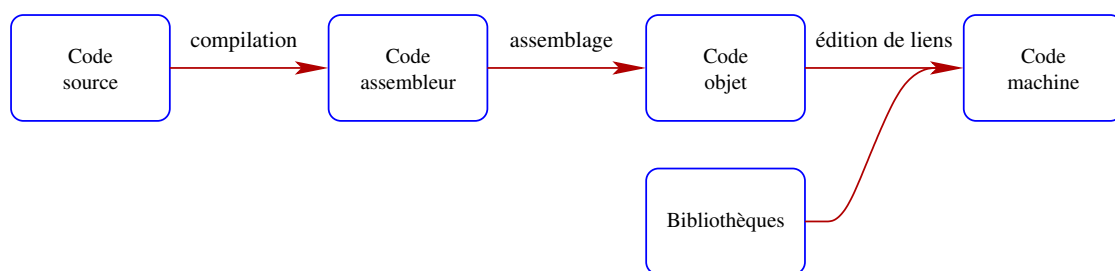 Code
source
compilation
Code
assembleur
assemblage
Code
objet
édition de liens
Code
machine
Bibliothèques